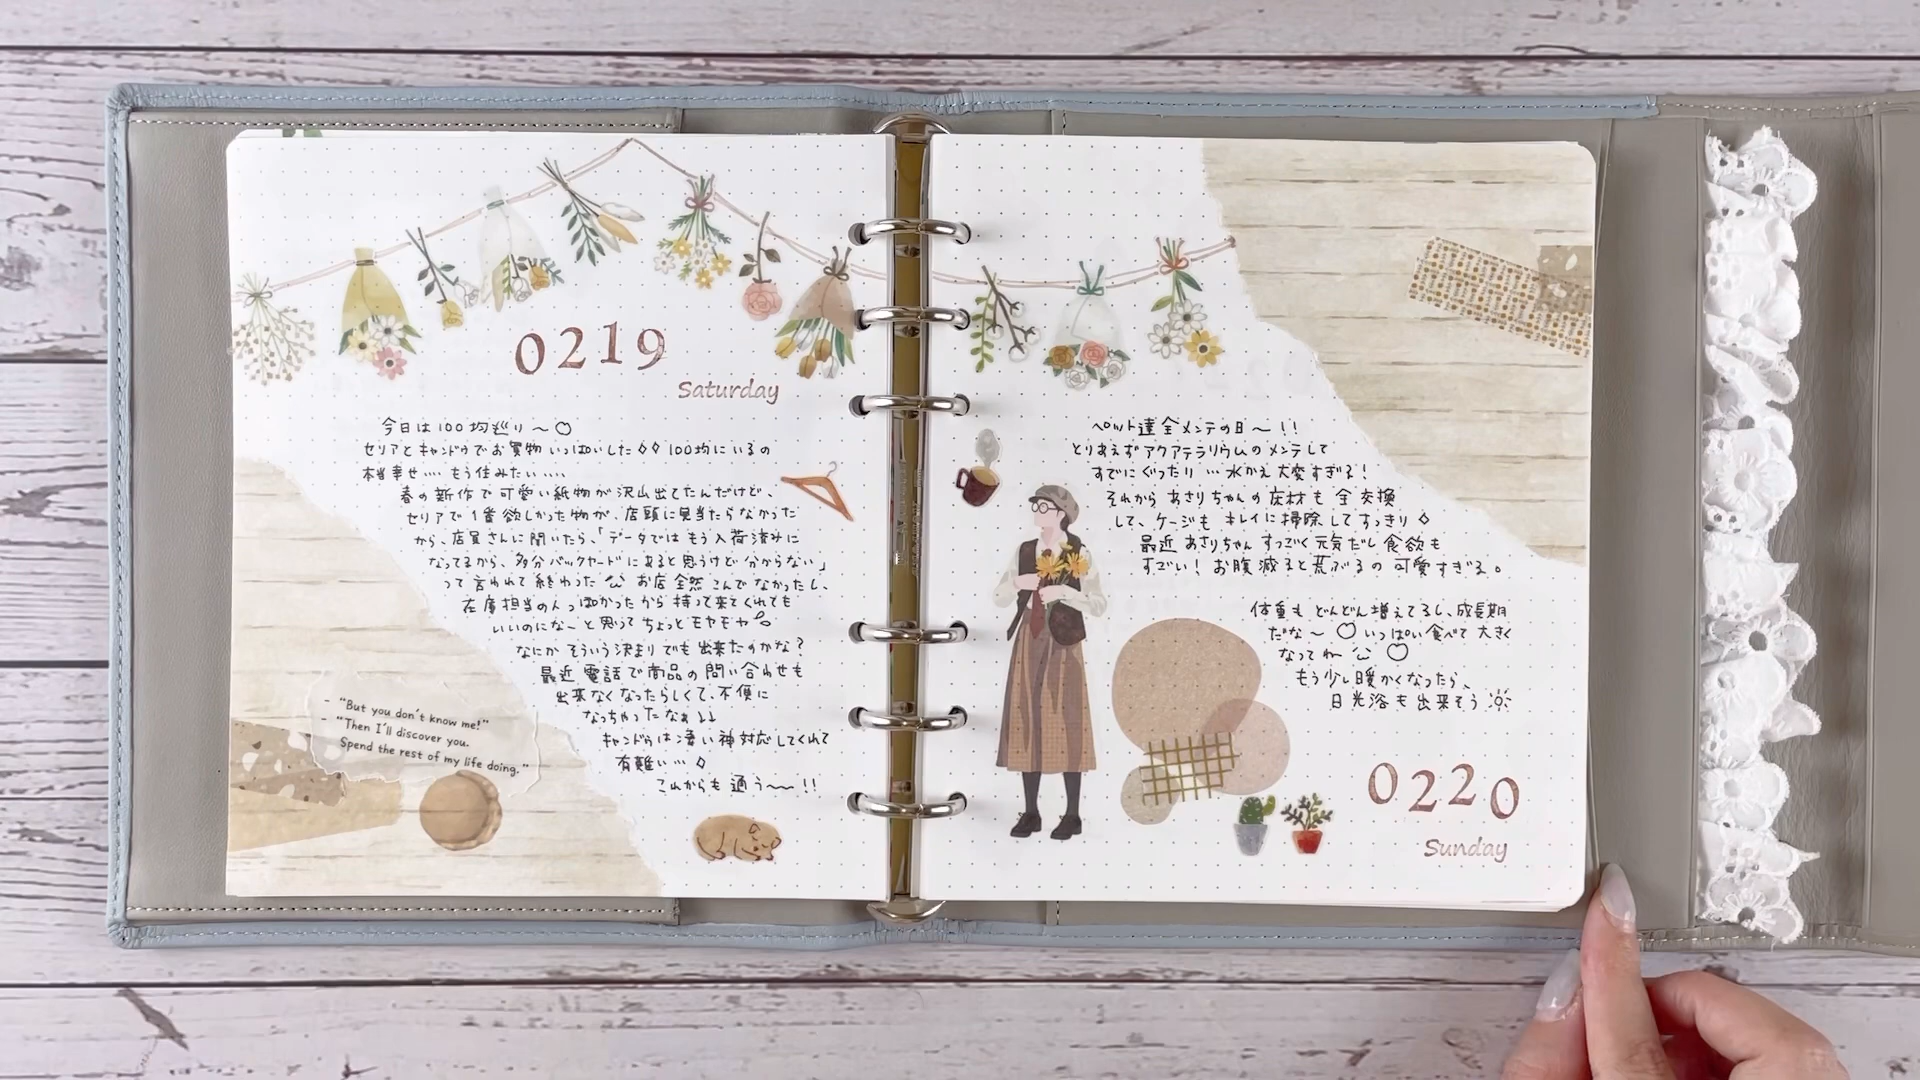 0219
Saturday
今日は100均巡り〜♡
セリアとキャンドゥでお買物いっぱいした◇◇100均にいるの
本当幸せ…もう住みたい….
春の新作で可愛い紙物が沢山出てたんだけど、
セリアで1番欲しかった物が、店頭に見当たらなかった
から、店員さんに聞いたら、「データではもう入荷済みに
なってるから、多分バックヤードにあると思うけど分からない」
って言われて終わった お店全然こんでなかったし、
在庫担当の人っぽかったから持って来てくれても
いいのにな〜と思ってちょっとモヤモヤ
なにかそういう決まりでも出来たのかな?
最近電話で商品の問い合わせも
出来なくなったらしくて、不便に
なっちゃったなぁ↓↓
キャンドゥは凄い神対応してくれて
有難い…◇
これからも通う〜〜!!
- "But you don't know me!"
- "Then I'll discover you.
Spend the rest of my life doing."
ペット達全メンテの日〜!!
とりあえずアクアテラリウムのメンテして
すでにぐったり…水かえ大変すぎる!
それからあさりちゃんの床材も全交換
して、ケージもキレイに掃除してすっきり◇
最近あさりちゃんすっごく元気だし食欲も
すごい!お腹減ると荒ぶるの可愛すぎる。
体重もどんどん増えてるし、成長期
だな〜♡いっぱい食べて大きく
なってね ♡
もう少し暖かくなったら、
日光浴も出来そう
0220
Sunday